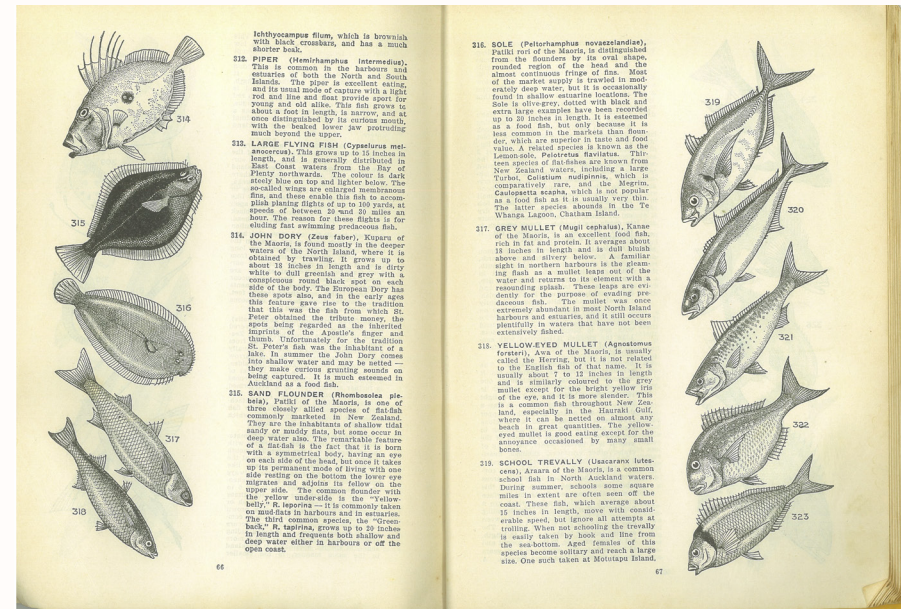 Ichthyocampus filum, which is brownish
with black crossbars, and has a much
shorter beak.
312. PIPER (Hemirhamphus Intermedius).
This is common in the harbours and
estuaries of both the North and South
Islands. The piper is excellent eating,
and its usual mode of capture with a light
rod and line and float provide sport for
young and old alike. This fish grows to
about a foot in length, is narrow, and at
once distinguished by its curious mouth,
with the beaked lower jaw protruding
much beyond the upper.
313. LARGE FLYING FISH (Cypselurus mel-
anocercus). This grows up to 15 inches in
length, and is generally distributed in
East Coast waters from the Bay of
Plenty northwards. The colour is dark
steely blue on top and lighter below. The
so-called wings are enlarged membranous
fins, and these enable this fish to accom-
plish planing flights of up to 100 yards, at
speeds of between 20 and 30 miles an
hour. The reason for these flights is for
eluding fast swimming predaceous fish.
314. JOHN DORY (Zeus faber), Kuparu of
the Maoris, is found mostly in the deeper
waters of the North Island, where it is
obtained by trawling. It grows up to
about 18 inches in length and is dirty
white to dull greenish and grey with a
conspicuous round black spot on each
side of the body. The European Dory has
these spots also, and in the early ages
this feature gave rise to the tradition
that this was the fish from which St.
Peter obtained the tribute money, the
spots being regarded as the inherited
imprints of the Apostle's finger and
thumb. Unfortunately for the tradition
St. Peter's fish was the inhabitant of a
lake. In summer the John Dory comes
into shallow water and may be netted —
they make curious grunting sounds on
being captured. It is much esteemed in
Auckland as a food fish.
315. SAND FLOUNDER (Rhombosolea ple-
beia), Patiki of the Maoris, is one of
three closely allied species of flat-fish
commonly marketed in New Zealand.
They are the inhabitants of shallow tidal
sandy or muddy flats, but some occur in
deep water also. The remarkable feature
of a flat-fish is the fact that it is born
with a symmetrical body, having an eye
on each side of the head, but once it takes
up its permanent mode of living with one
side resting on the bottom the lower eye
migrates and adjoins its fellow on the
upper side. The common flounder with
the yellow under-side is the "Yellow-
belly," R. leporina — it is commonly taken
on mud-flats in harbours and in estuaries.
The third common species, the "Green-
back," R. tapirina, grows up to 20 inches
in length and frequents both shallow and
deep water either in harbours or off the
open coast.
66
314
315
316
317
318
316. SOLE (Peltorhamphus novaezelandiae),
Patiki rori of the Maoris, is distinguished
from the flounders by its oval shape,
rounded region of the head and the
almost continuous fringe of fins. Most
of the market supply is trawled in mod-
erately deep water, but it is occasionally
found in shallow estuarine locations. The
Sole is olive-grey, dotted with black and
extra large examples have been recorded
up to 20 inches in length. It is esteemed
as a food fish, but only because it is
less common in the markets than floun-
der, which are superior in taste and food
value. A related species is known as the
Lemon-sole, Pelotretus flavilatus. Thir-
teen species of flat-fishes are known from
New Zealand waters, including a large
Turbot, Colistium nudipinnis, which is
comparatively rare, and the Megrim,
Caulopsetta scapha, which is not popular
as a food fish as it is usually very thin.
The latter species abounds in the Te
Whanga Lagoon, Chatham Island.
317. GREY MULLET (Mugil cephalus), Kanae
of the Maoris, is an excellent food fish,
rich in fat and protein. It averages about
18 inches in length and is dull bluish
above and silvery below. A familiar
sight in northern harbours is the gleam-
ing flash as a mullet leaps out of the
water and returns to its element with a
resounding splash. These leaps are evi-
dently for the purpose of evading pre-
daceous fish. The mullet was once
extremely abundant in most North Island
harbours and estuaries, and it still occurs
plentifully in waters that have not been
extensively fished.
318. YELLOW-EYED MULLET (Agnostomus
forsteri), Awa of the Maoris, is usually
called the Herring, but it is not related
to the English fish of that name. It is
usually about 7 to 12 inches in length
and is similarly coloured to the grey
mullet except for the bright yellow iris
of the eye, and it is more slender. This
is a common fish throughout New Zea-
land, especially in the Hauraki Gulf,
where it can be netted on almost any
beach in great quantities. The yellow-
eyed mullet is good eating except for the
annoyance occasioned by many small
bones.
319. SCHOOL TREVALLY (Usacaranx lutes-
cens), Araara of the Maoris, is a common
school fish in North Auckland waters.
During summer, schools some square
miles in extent are often seen off the
coast. These fish, which average about
15 inches in length, move with consid-
erable speed, but ignore all attempts at
trolling. When not schooling the trevally
is easily taken by hook and line from
the sea-bottom. Aged females of this
species become solitary and reach a large
size. One such taken at Motutapu Island,
67
319
320
321
322
323